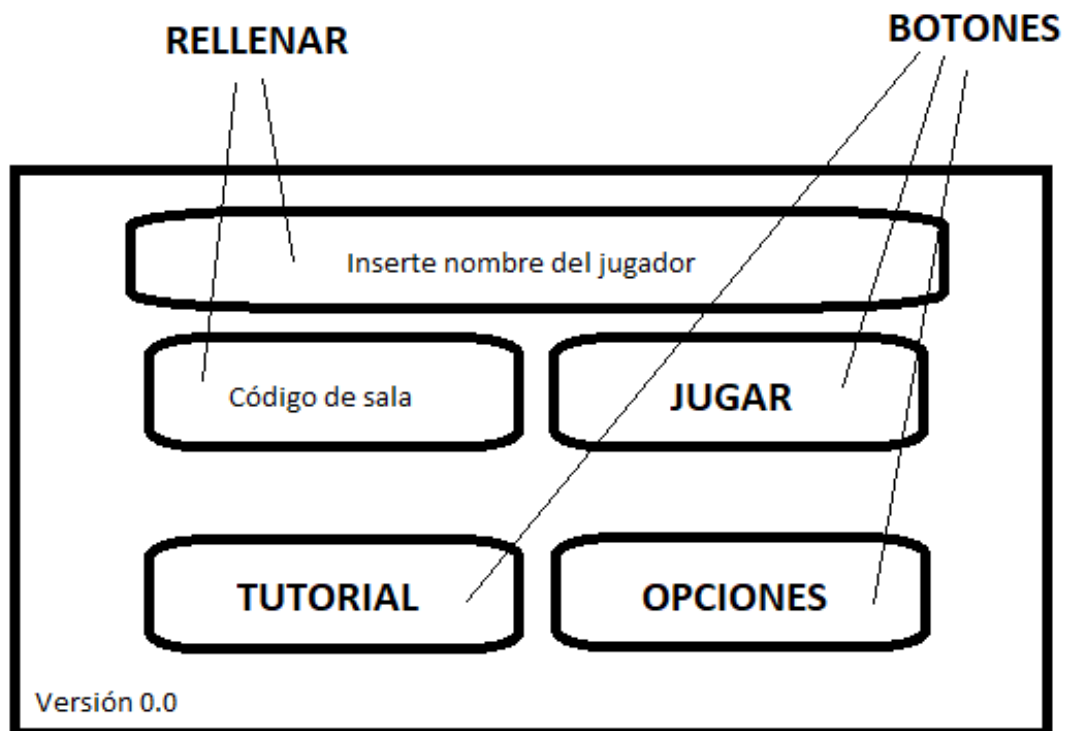 RELLENAR
BOTONES
Inserte nombre del jugador
Código de sala
JUGAR
TUTORIAL
OPCIONES
Versión 0.0